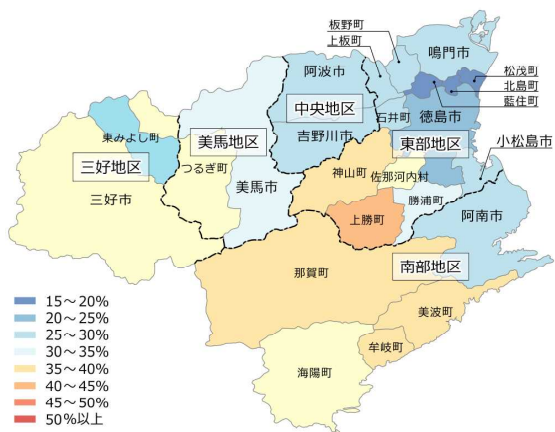 板野町
上板町
鳴門市
松茂町
北島町
藍住町
阿波市
中央地区
石井町
徳島市
吉野川市
東部地区
小松島市
東みよし町
美馬地区
三好地区
つるぎ町
神山町
佐那河内村
三好市
美馬市
勝浦町
上勝町
阿南市
那賀町
南部地区
美波町
牟岐町
海陽町
15~20%
20~25%
25~30%
30~35%
35~40%
40~45%
45~50%
50%以上